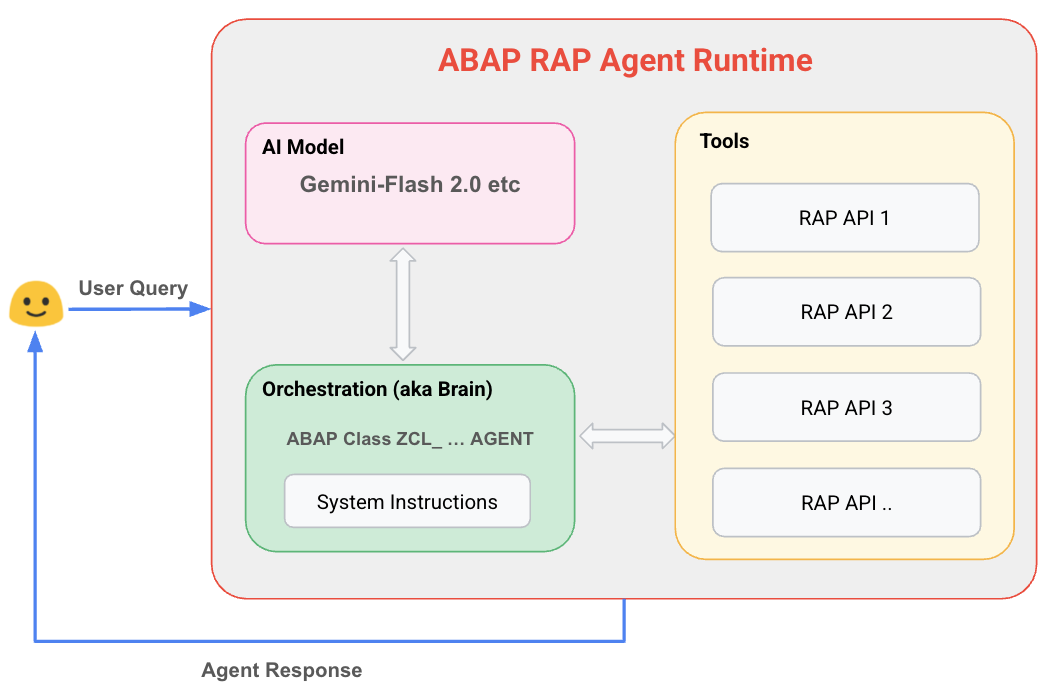 ABAP RAP Agent Runtime
AI Model
Gemini-Flash 2.0 etc
Tools
RAP API 1
RAP API 2
RAP API 3
RAP API ..
User Query
Orchestration (aka Brain)
ABAP Class ZCL_ ... AGENT
System Instructions
Agent Response